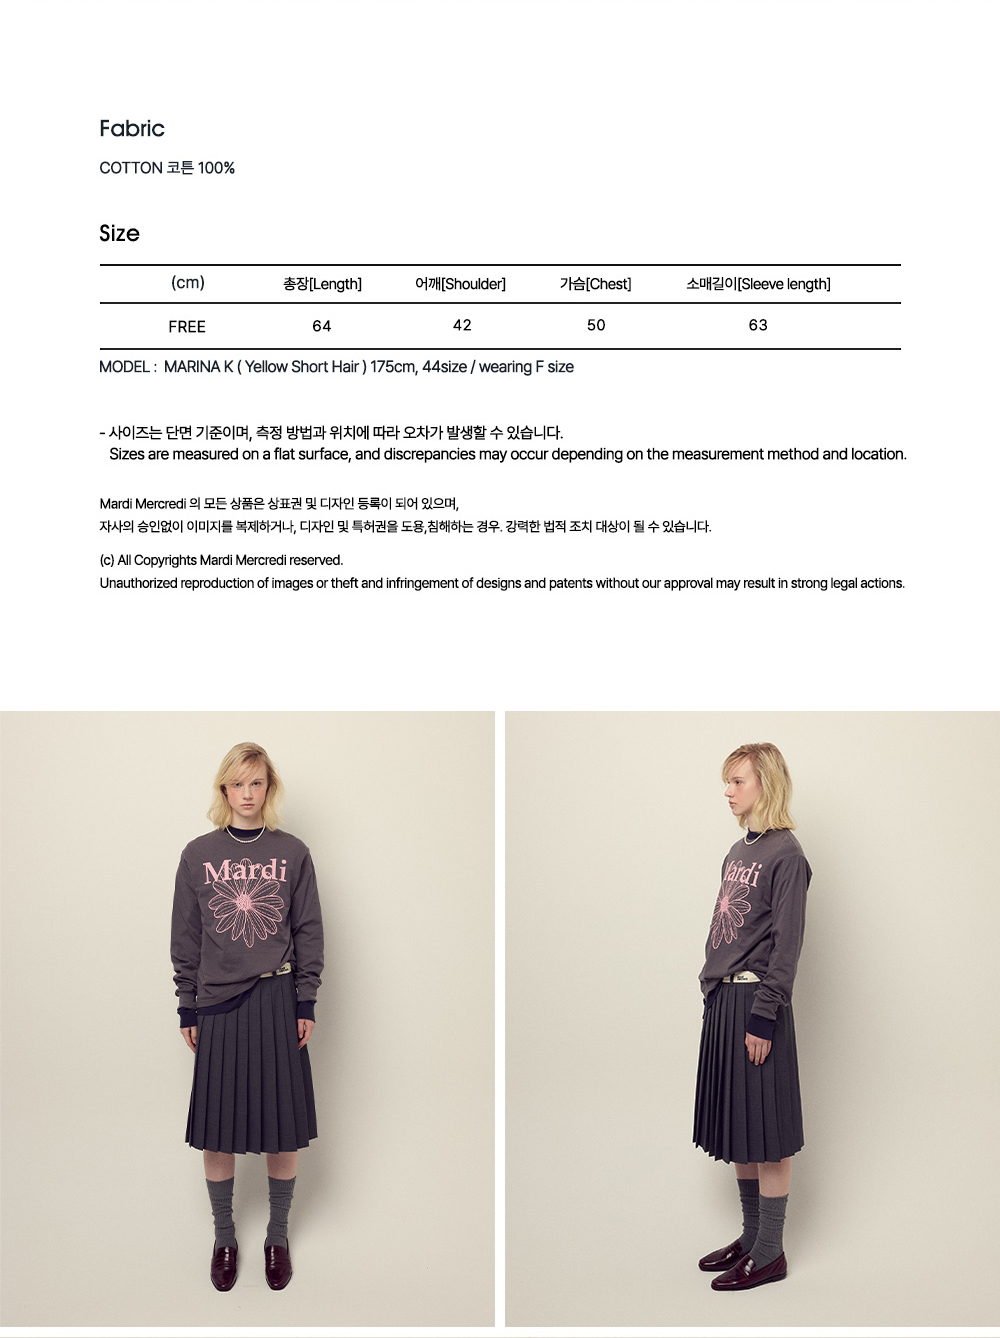 Fabric
COTTON 코튼 100%
Size
(cm) 총장[Length] 어깨[Shoulder] 가슴[Chest] 소매길이[Sleeve length]
FREE 64 42 50 63
MODEL : MARINA K ( Yellow Short Hair ) 175cm, 44size / wearing F size
- 사이즈는 단면 기준이며, 측정 방법과 위치에 따라 오차가 발생할 수 있습니다.
Sizes are measured on a flat surface, and discrepancies may occur depending on the measurement method and location.
Mardi Mercredi 의 모든 상품은 상표권 및 디자인 등록이 되어 있으며,
자사의 승인없이 이미지를 복제하거나, 디자인 및 특허권을 도용,침해하는 경우. 강력한 법적 조치 대상이 될 수 있습니다.
(c) All Copyrights Mardi Mercredi reserved.
Unauthorized reproduction of images or theft and infringement of designs and patents without our approval may result in strong legal actions.
Mardi
Mardi